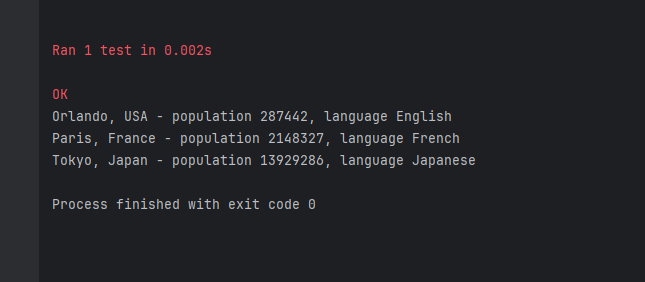 Ran 1 test in 0.002s
OK
Orlando, USA - population 287442, language English
Paris, France - population 2148327, language French
Tokyo, Japan - population 13929286, language Japanese
Process finished with exit code 0